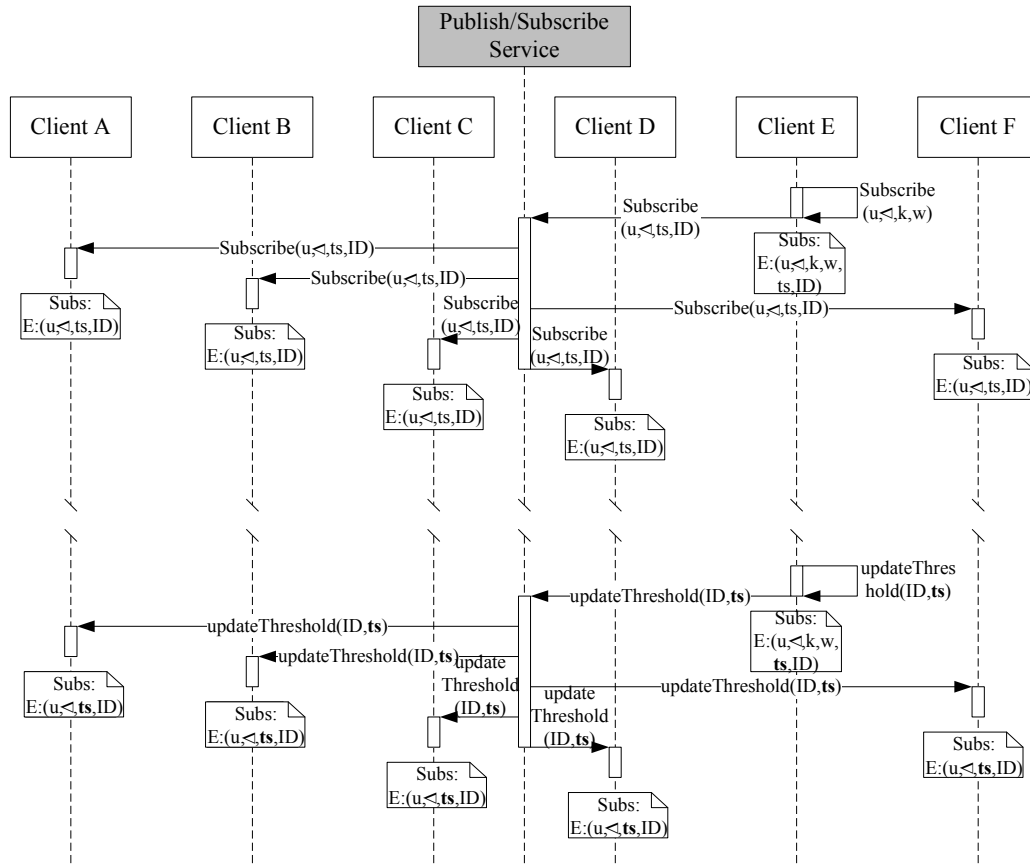 Publish/Subscribe
Service
Client A
Client B
Client C
Client D
Client E
Client F
Subscribe
(u,⊲,k,w)
Subscribe
(u,⊲,ts,ID)
Subs:
E:(u,⊲,k,w,
ts,ID)
Subscribe(u,⊲,ts,ID)
Subs:
E:(u,⊲,ts,ID)
Subscribe(u,⊲,ts,ID)
Subs:
E:(u,⊲,ts,ID)
Subscribe(u,⊲,ts,ID)
Subs:
E:(u,⊲,ts,ID)
Subscribe
(u,⊲,ts,ID)
Subs:
E:(u,⊲,ts,ID)
Subscribe
(u,⊲,ts,ID)
Subs:
E:(u,⊲,ts,ID)
updateThres
hold(ID,ts)
updateThreshold(ID,ts)
Subs:
E:(u,⊲,k,w,
ts,ID)
updateThreshold(ID,ts)
Subs:
E:(u,⊲,ts,ID)
updateThreshold(ID,ts)
Subs:
E:(u,⊲,ts,ID)
updateThreshold(ID,ts)
Subs:
E:(u,⊲,ts,ID)
update
Threshold
(ID,ts)
Subs:
E:(u,⊲,ts,ID)
update
Threshold
(ID,ts)
Subs:
E:(u,⊲,ts,ID)